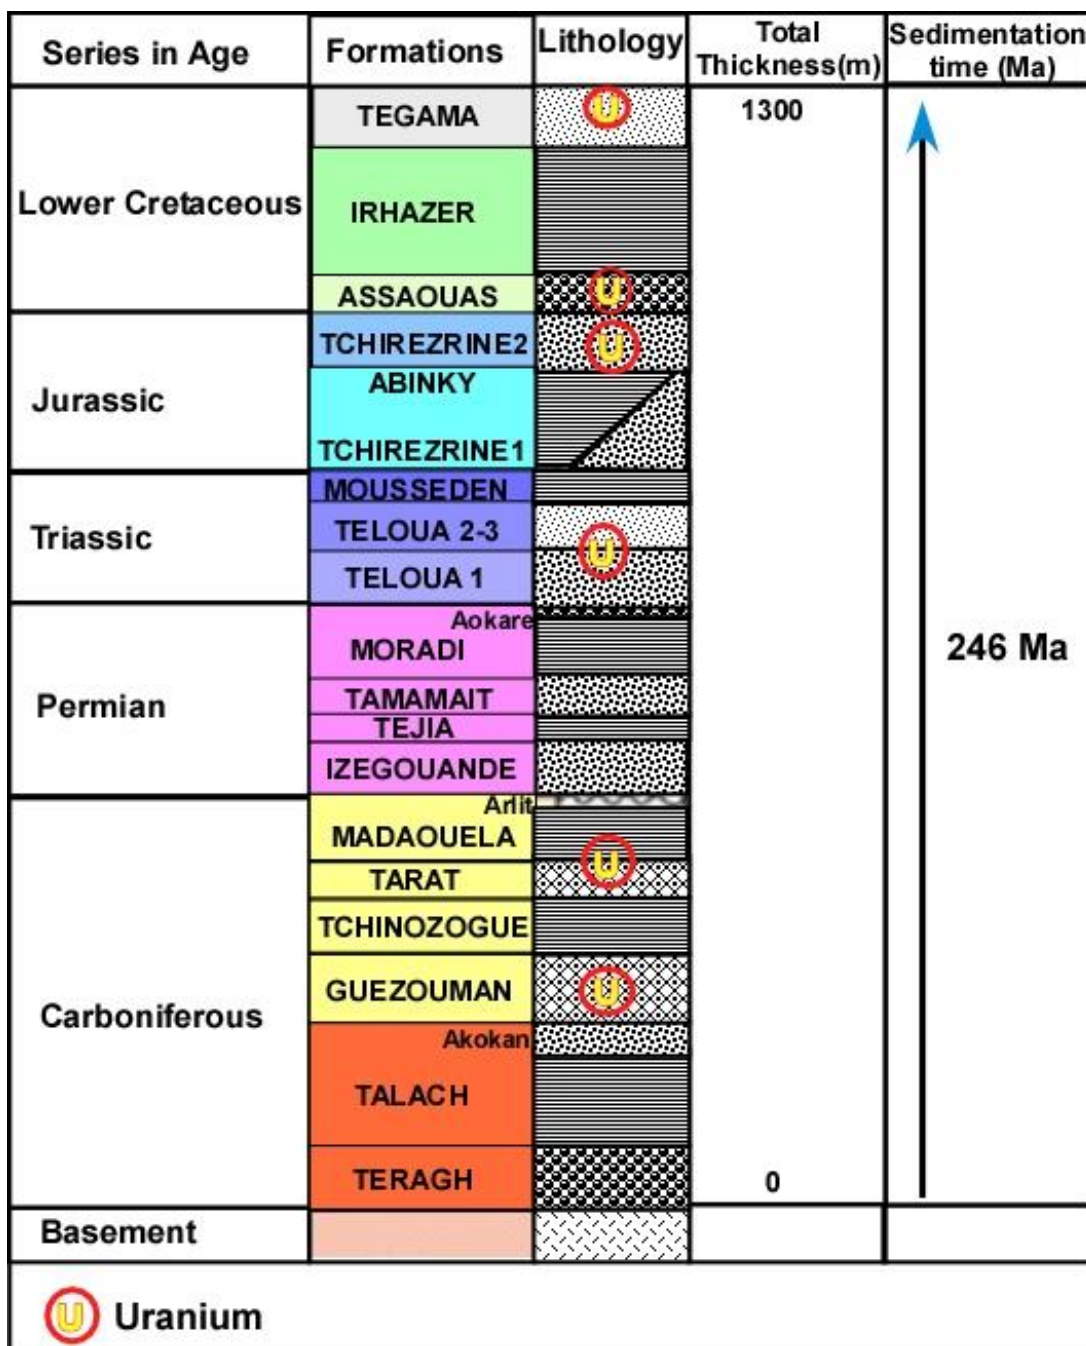 Series in Age
Formations
Lithology
Total
Thickness(m)
Sedimentation
time (Ma)
Lower Cretaceous
TEGAMA
U
1300
IRHAZER
ASSAOUAS
U
Jurassic
TCHIREZRINE2
U
ABINKY
TCHIREZRINE1
Triassic
MOUSSEDEN
TELOUA 2-3
U
TELOUA 1
Permian
Aokare
MORADI
246 Ma
TAMAMAIT
TEJIA
IZEGOUANDE
Carboniferous
Arlit
MADAOUELA
U
TARAT
TCHINOZOGUE
GUEZOUMAN
U
Akokan
TALACH
TERAGH
0
Basement
U Uranium